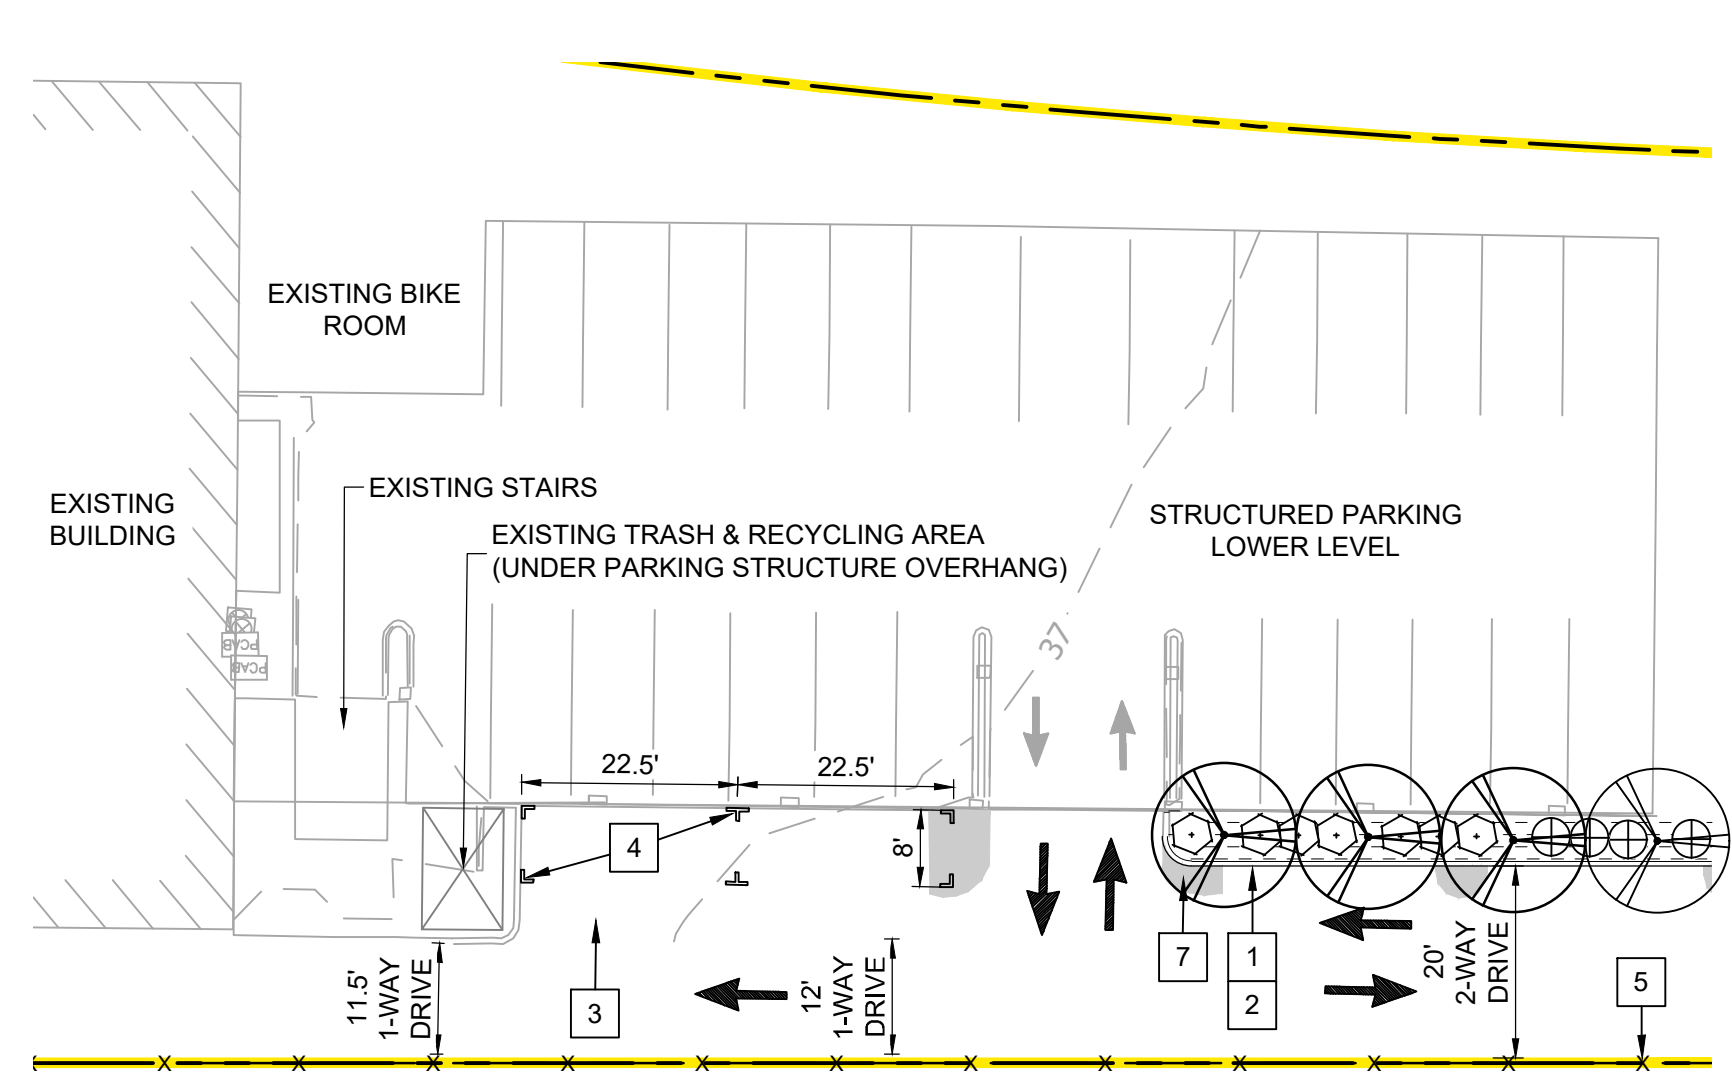 EXISTING BIKE
ROOM
EXISTING
BUILDING
EXISTING STAIRS
EXISTING TRASH & RECYCLING AREA
(UNDER PARKING STRUCTURE OVERHANG)
STRUCTURED PARKING
LOWER LEVEL
PCAB
PCAB
37
22.5'
22.5'
4
8'
11.5'
1-WAY
DRIVE
3
12'
1-WAY
DRIVE
7
1
2
20'
2-WAY
DRIVE
5